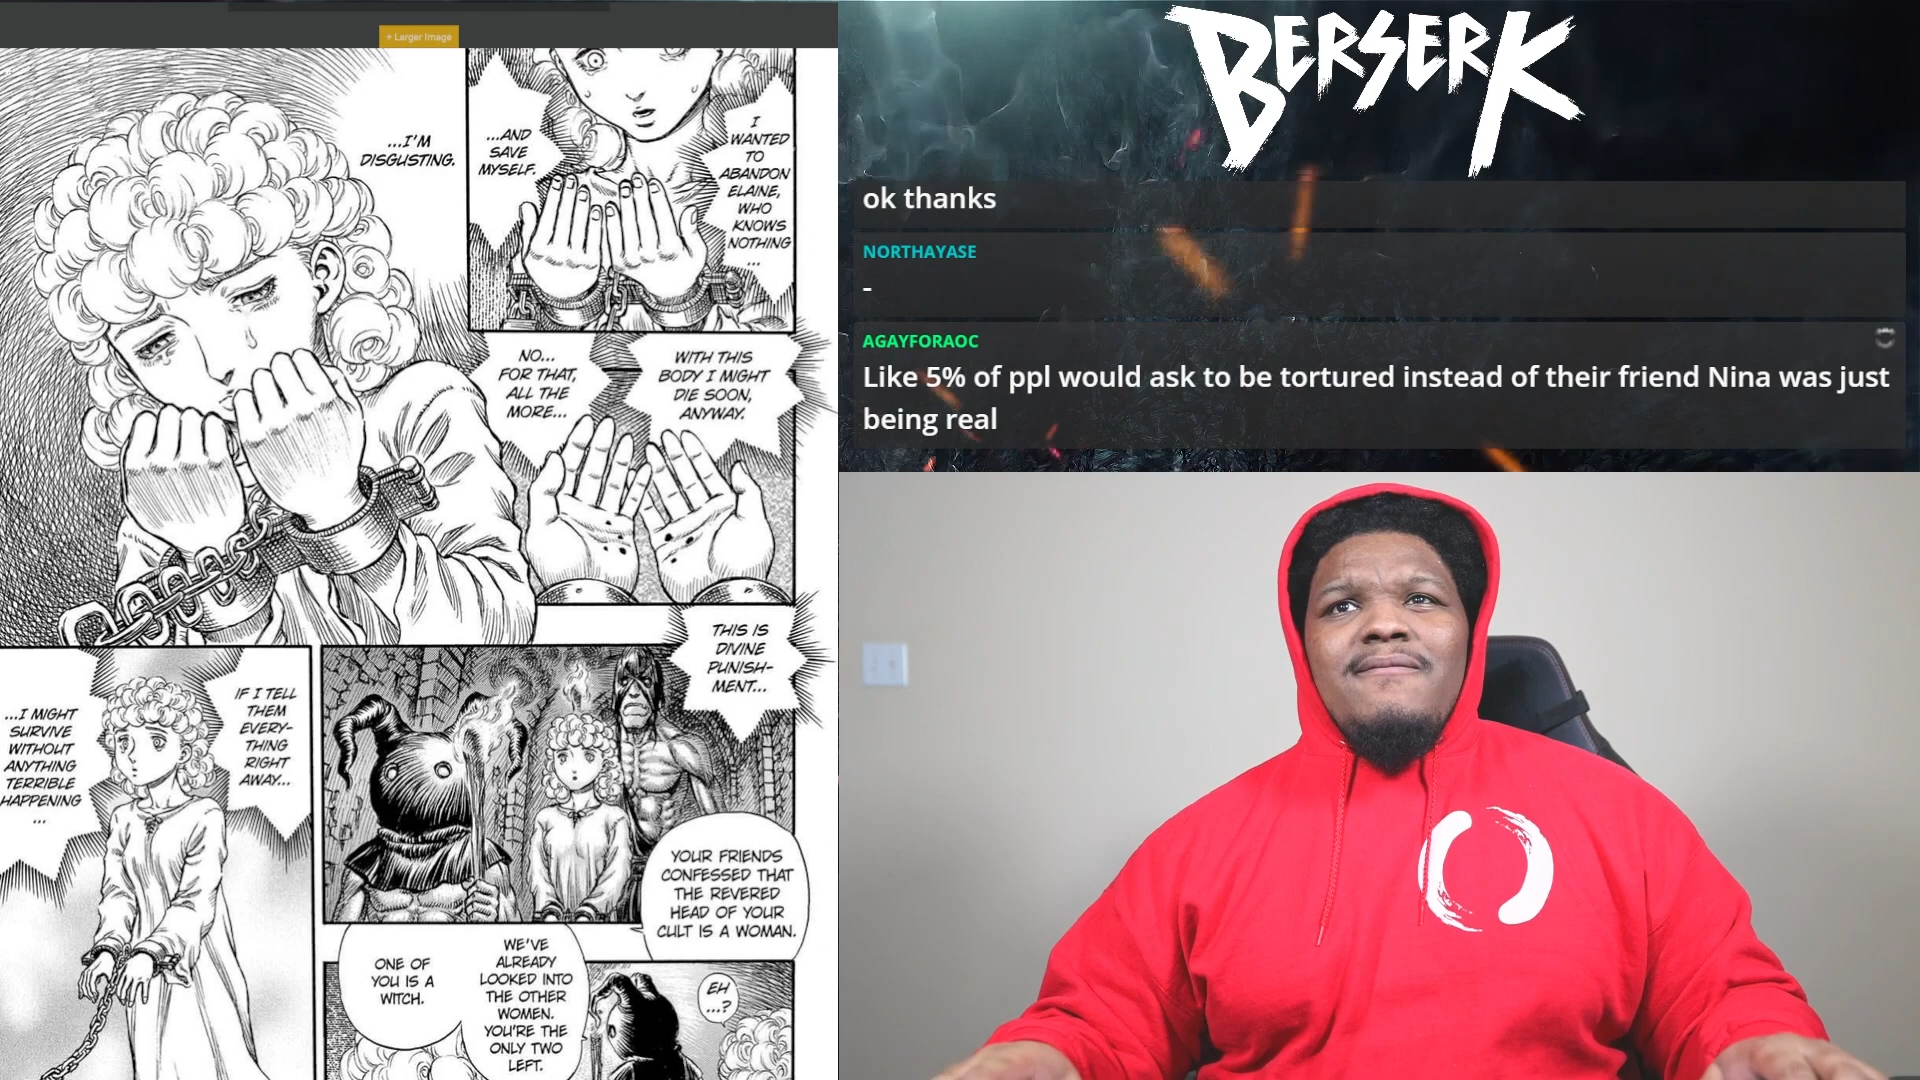 + Larger Image
I
WANTED
TO
ABANDON
ELAINE,
WHO
KNOWS
NOTHING
...
...AND
SAVE
MYSELF.
...I'M
DISGUSTING.
WITH THIS
BODY I MIGHT
DIE SOON,
ANYWAY.
NO...
FOR THAT,
ALL THE
MORE...
THIS IS
DIVINE
PUNISH-
MENT...
YOUR FRIENDS
CONFESSED THAT
THE REVERED
HEAD OF YOUR
CULT IS A WOMAN.
IF I TELL
THEM
EVERY-
THING
RIGHT
AWAY...
...I MIGHT
SURVIVE
WITHOUT
ANYTHING
TERRIBLE
HAPPENING
...
EH
...?
WE'VE
ALREADY
LOOKED INTO
THE OTHER
WOMEN.
YOU'RE THE
ONLY TWO
LEFT.
ONE OF
YOU IS A
WITCH.
BERSERK
ok thanks
NORTHAYASE
-
AGAYFORAOC
Like 5% of ppl would ask to be tortured instead of their friend Nina was just
being real